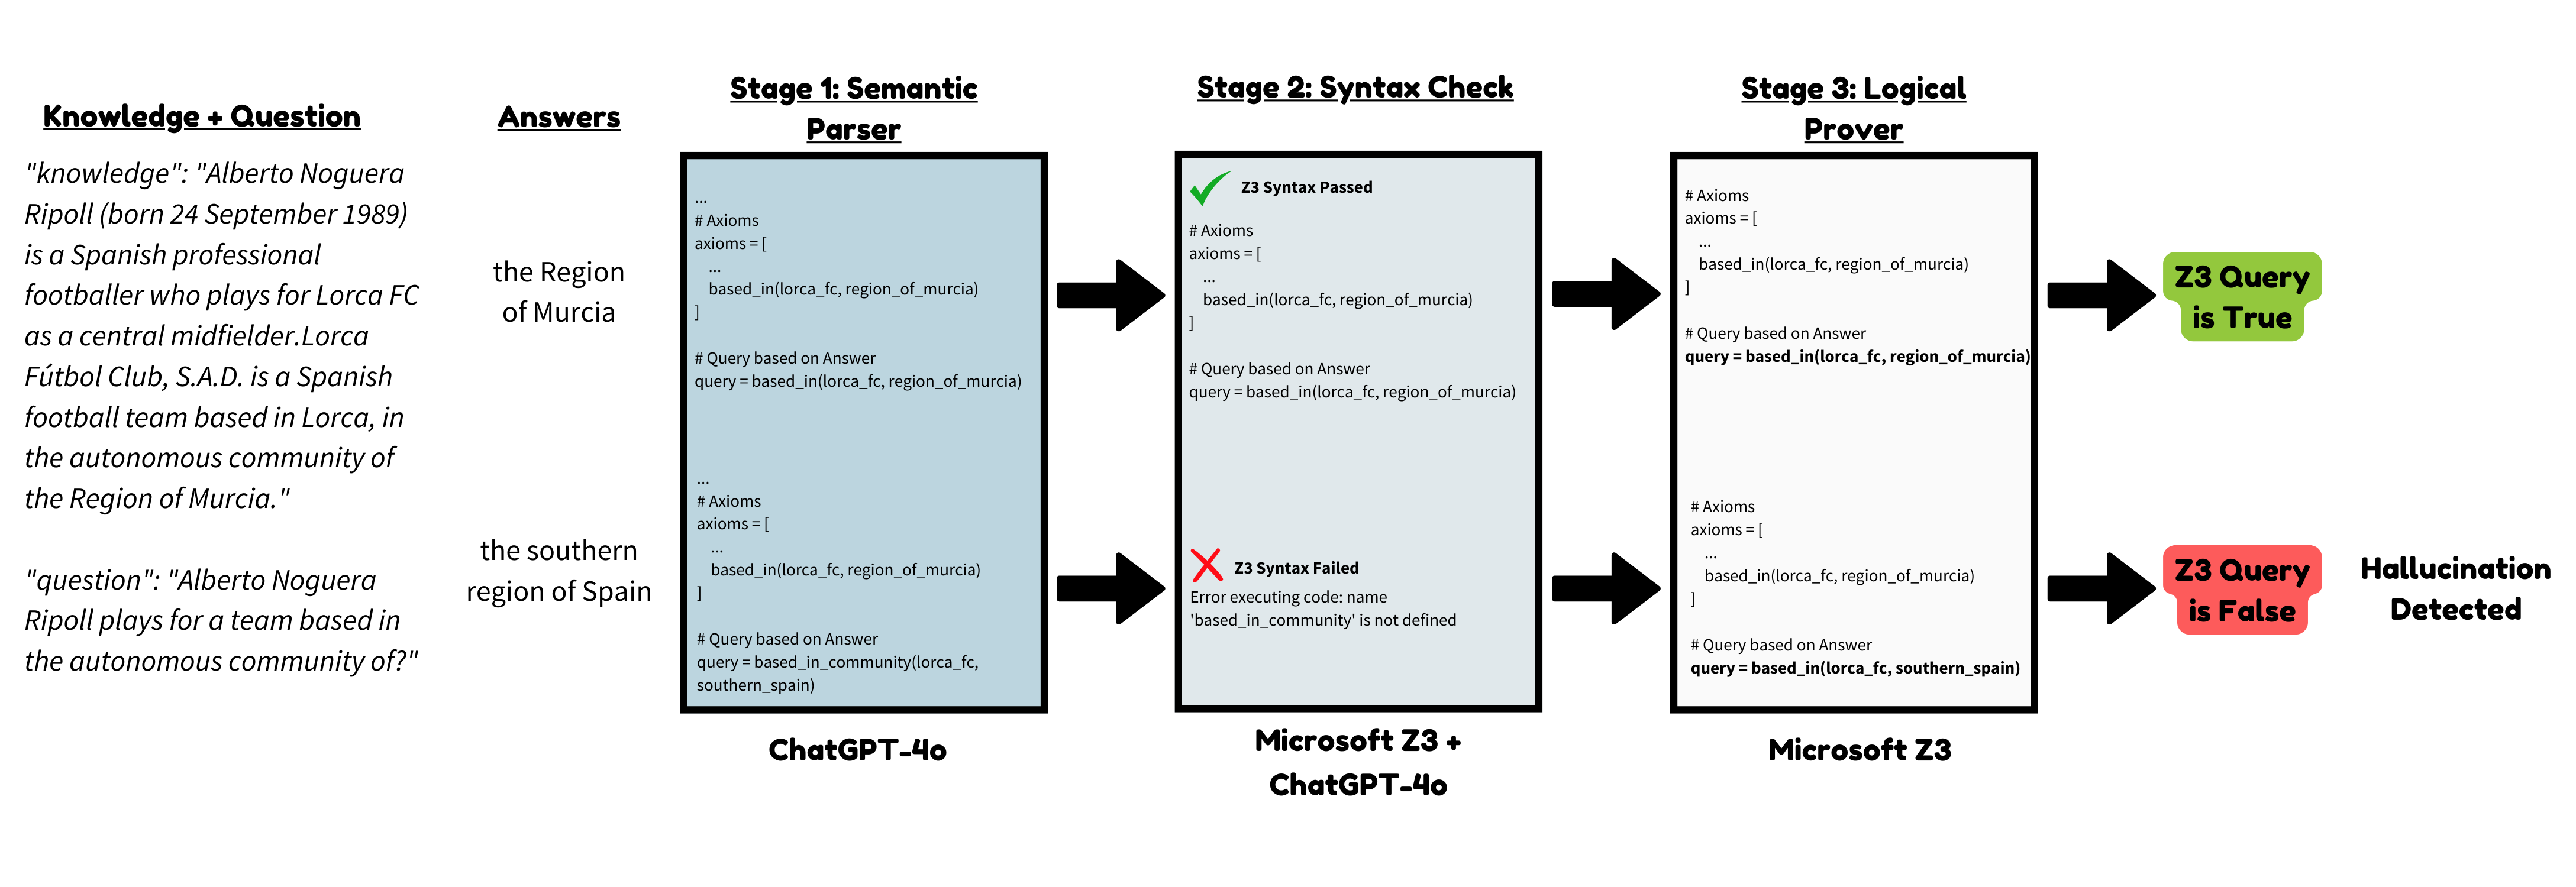 Knowledge + Question
"knowledge": "Alberto Noguera
Ripoll (born 24 September 1989)
is a Spanish professional
footballer who plays for Lorca FC
as a central midfielder.Lorca
Fútbol Club, S.A.D. is a Spanish
football team based in Lorca, in
the autonomous community of
the Region of Murcia."
"question": "Alberto Noguera
Ripoll plays for a team based in
the autonomous community of?"
Answers
the Region
of Murcia
the southern
region of Spain
Stage 1: Semantic
Parser
...
# Axioms
axioms = [
...
based_in(lorca_fc, region_of_murcia)
]
# Query based on Answer
query = based_in(lorca_fc, region_of_murcia)
...
# Axioms
axioms = [
...
based_in(lorca_fc, region_of_murcia)
]
# Query based on Answer
query = based_in_community(lorca_fc,
southern_spain)
ChatGPT-4o
Stage 2: Syntax Check
Z3 Syntax Passed
# Axioms
axioms = [
...
based_in(lorca_fc, region_of_murcia)
]
# Query based on Answer
query = based_in(lorca_fc, region_of_murcia)
Z3 Syntax Failed
Error executing code: name
'based_in_community' is not defined
Microsoft Z3 +
ChatGPT-4o
Stage 3: Logical
Prover
# Axioms
axioms = [
...
based_in(lorca_fc, region_of_murcia)
]
# Query based on Answer
query = based_in(lorca_fc, region_of_murcia)
# Axioms
axioms = [
...
based_in(lorca_fc, region_of_murcia)
]
# Query based on Answer
query = based_in(lorca_fc, southern_spain)
Microsoft Z3
Z3 Query
is True
Z3 Query
is False
Hallucination
Detected